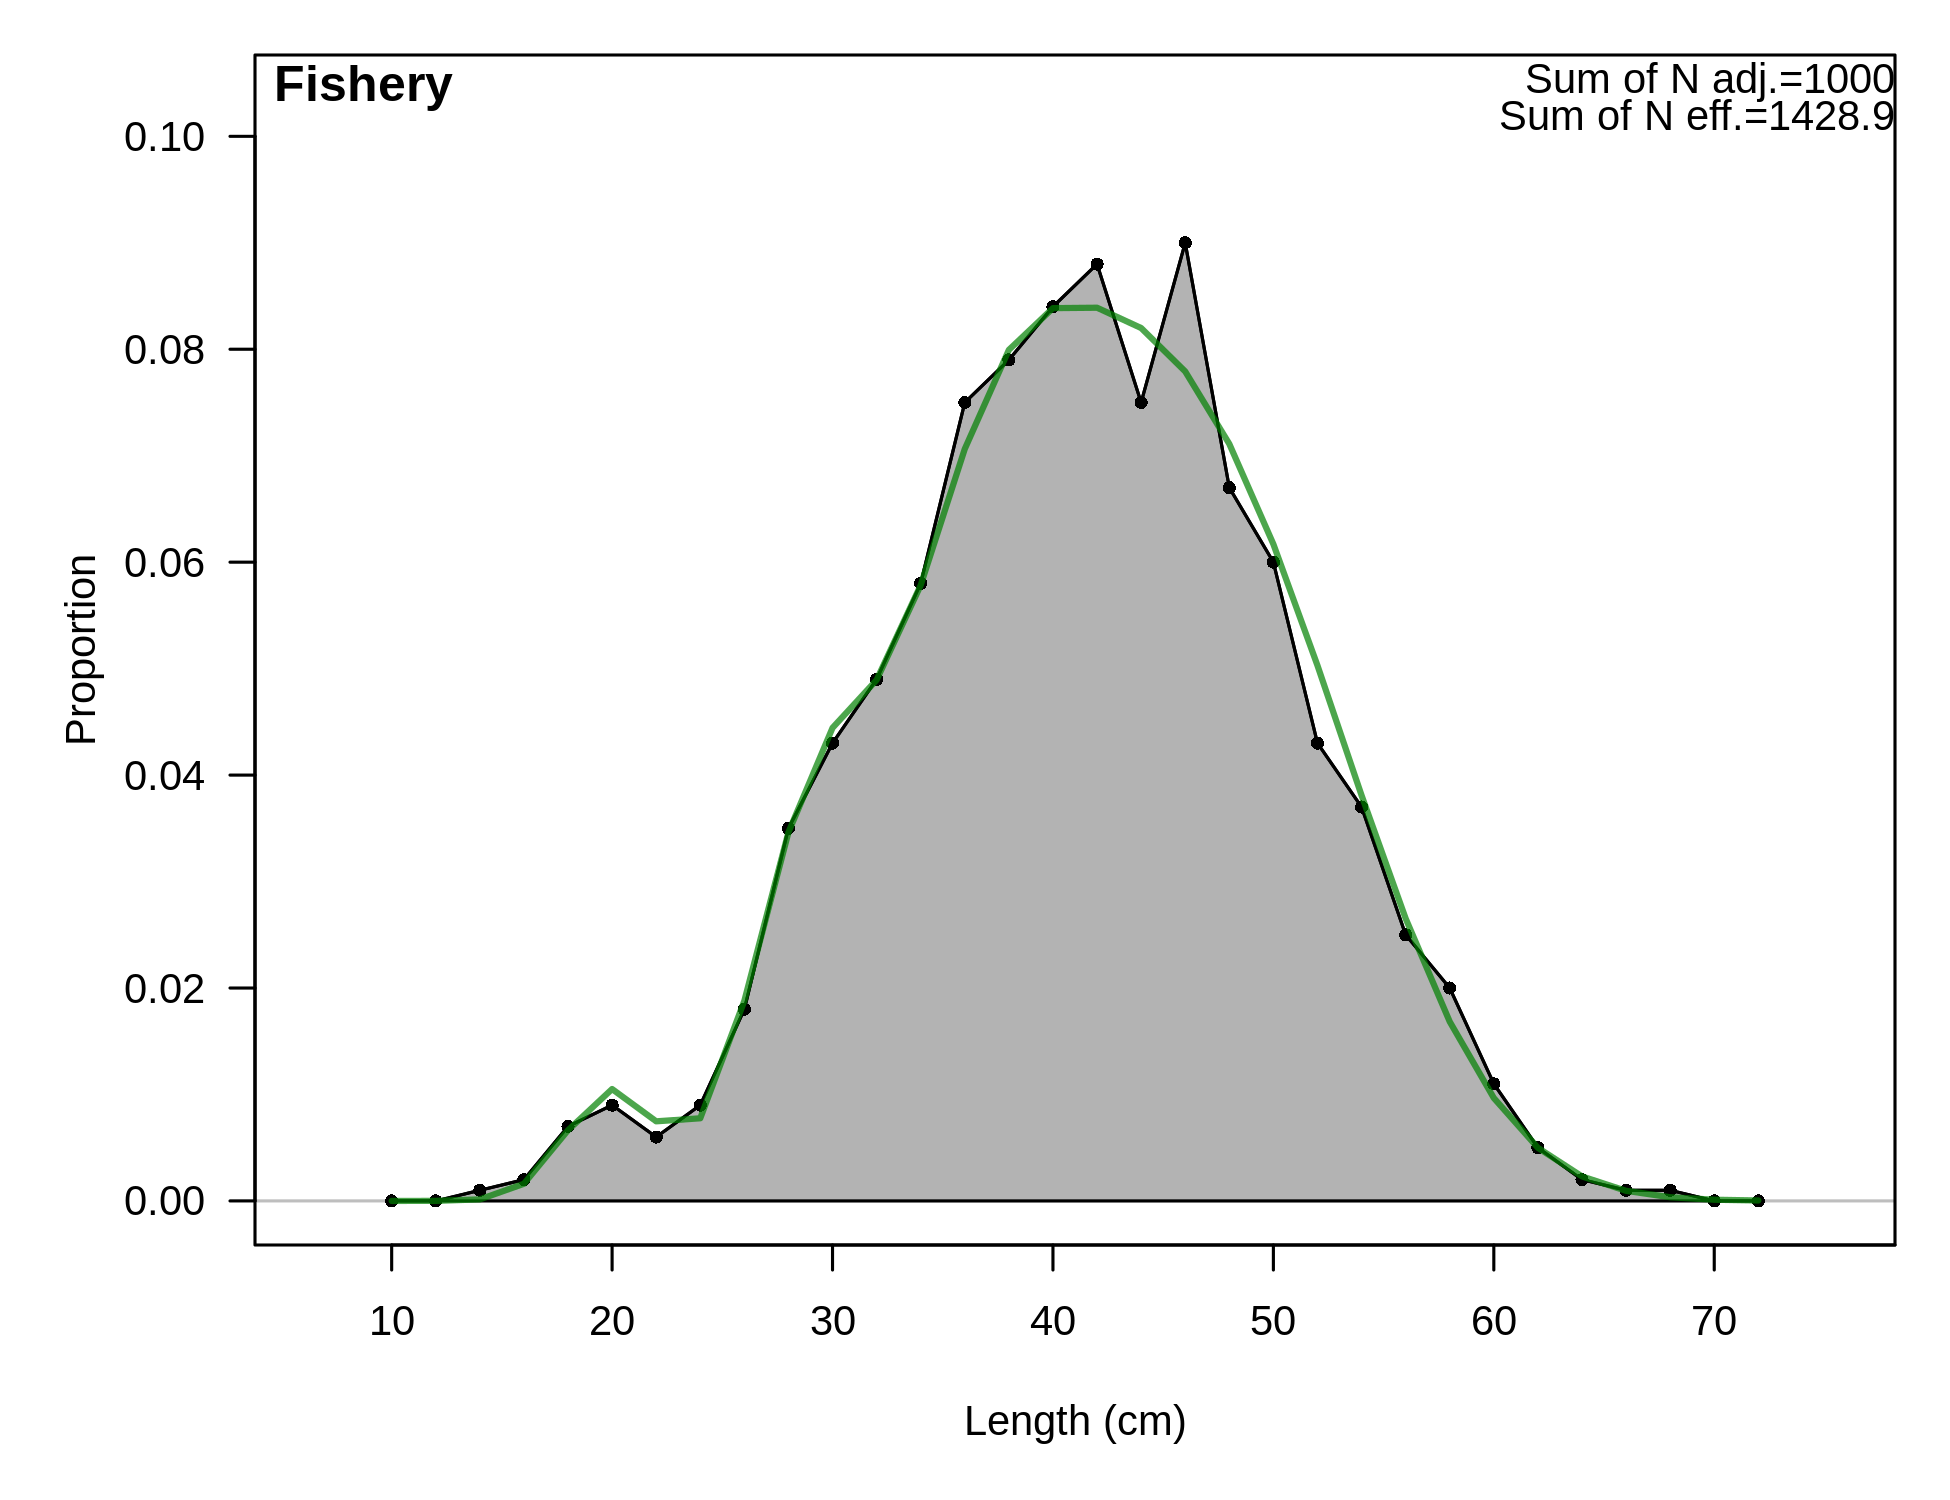 Fishery
Sum of N adj.=1000
Sum of N eff.=1428.9
Proportion
0.10
0.08
0.06
0.04
0.02
0.00
10 20 30 40 50 60 70
Length (cm)